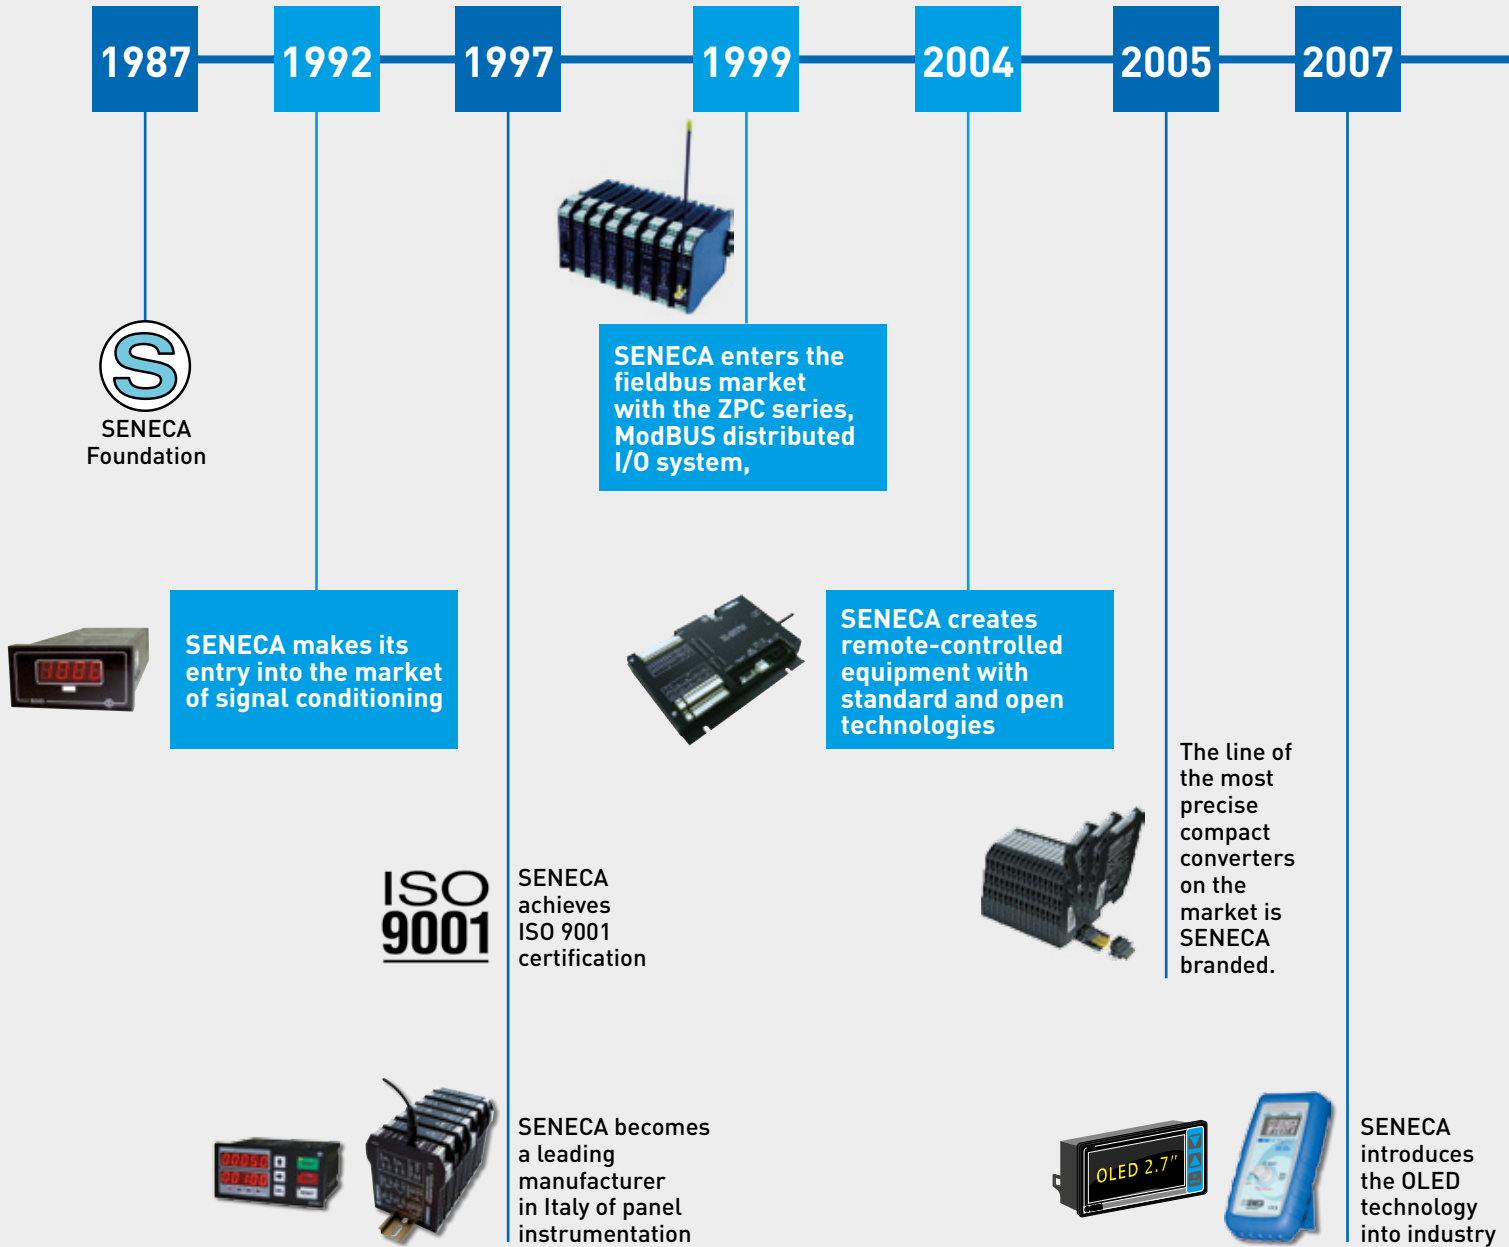 1987
1992
1997
1999
2004
2005
2007
S
SENECA
Foundation
SENECA enters the
fieldbus market
with the ZPC series,
ModBUS distributed
I/O system,
SENECA makes its
entry into the market
of signal conditioning
SENECA creates
remote-controlled
equipment with
standard and open
technologies
The line of
the most
precise
compact
converters
on the
market is
SENECA
branded.
ISO
9001
SENECA
achieves
ISO 9001
certification
SENECA becomes
a leading
manufacturer
in Italy of panel
instrumentation
00050
00100
OLED 2.7"
SENECA
introduces
the OLED
technology
into industry